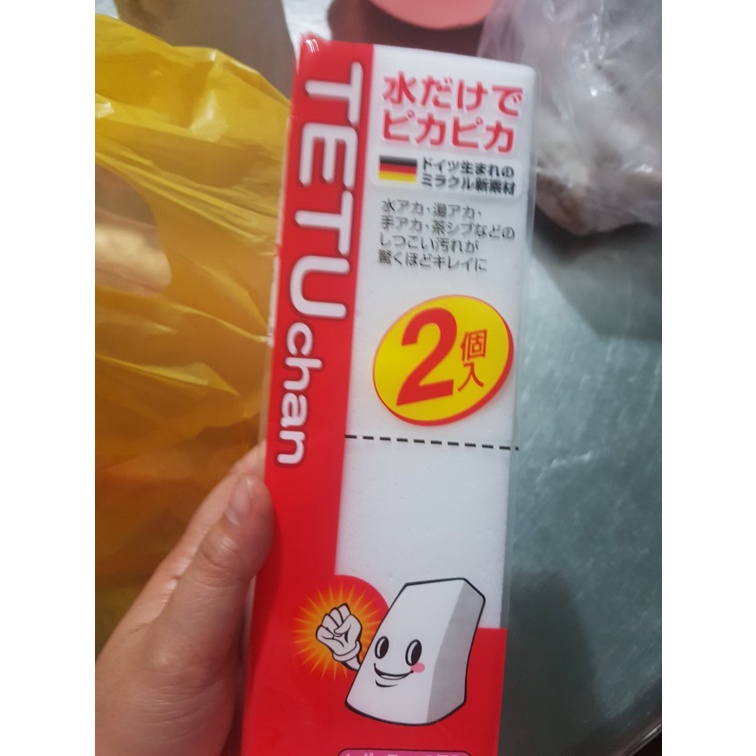 TETUchan
水だけで
ピカピカ
ドイツ生まれの
ミラクル新素材
水アカ・湯アカ・
手アカ・茶シブなどの
しつこい汚れが
驚くほどキレイに
2個入